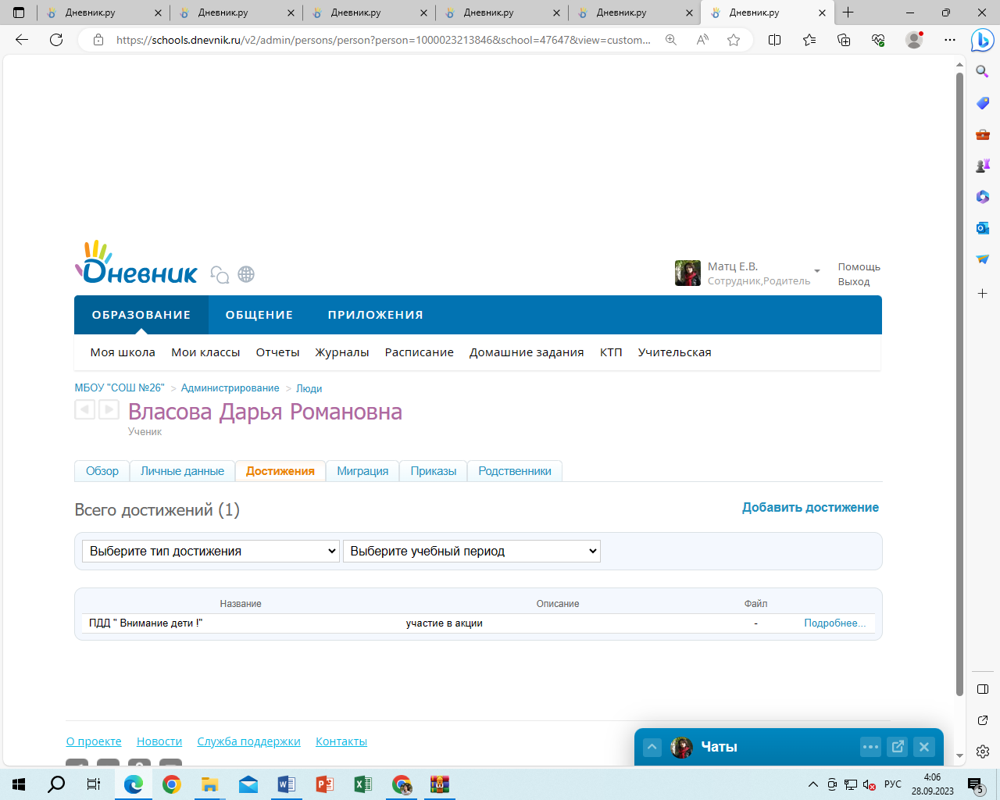 Дневник.ру
Дневник.ру
Дневник.ру
Дневник.ру
Дневник.ру
Дневник.ру
https://schools.dnevnik.ru/v2/admin/persons/person?person=1000023213846&school=47647&view=custom...
Дневник
Матц Е.В.
Сотрудник,Родитель
Помощь
Выход
ОБРАЗОВАНИЕ ОБЩЕНИЕ ПРИЛОЖЕНИЯ
Моя школа Мои классы Отчеты Журналы Расписание Домашние задания КТП Учительская
МБОУ "СОШ №26" > Администрирование > Люди
Власова Дарья Романовна
Ученик
Обзор Личные данные Достижения Миграция Приказы Родственники
Всего достижений (1) Добавить достижение
Выберите тип достижения Выберите учебный период
Название Описание Файл
ПДД " Внимание дети !" участие в акции - Подробнее...
О проекте Новости Служба поддержки Контакты
Чаты
РУС
4:06
28.09.2023
5